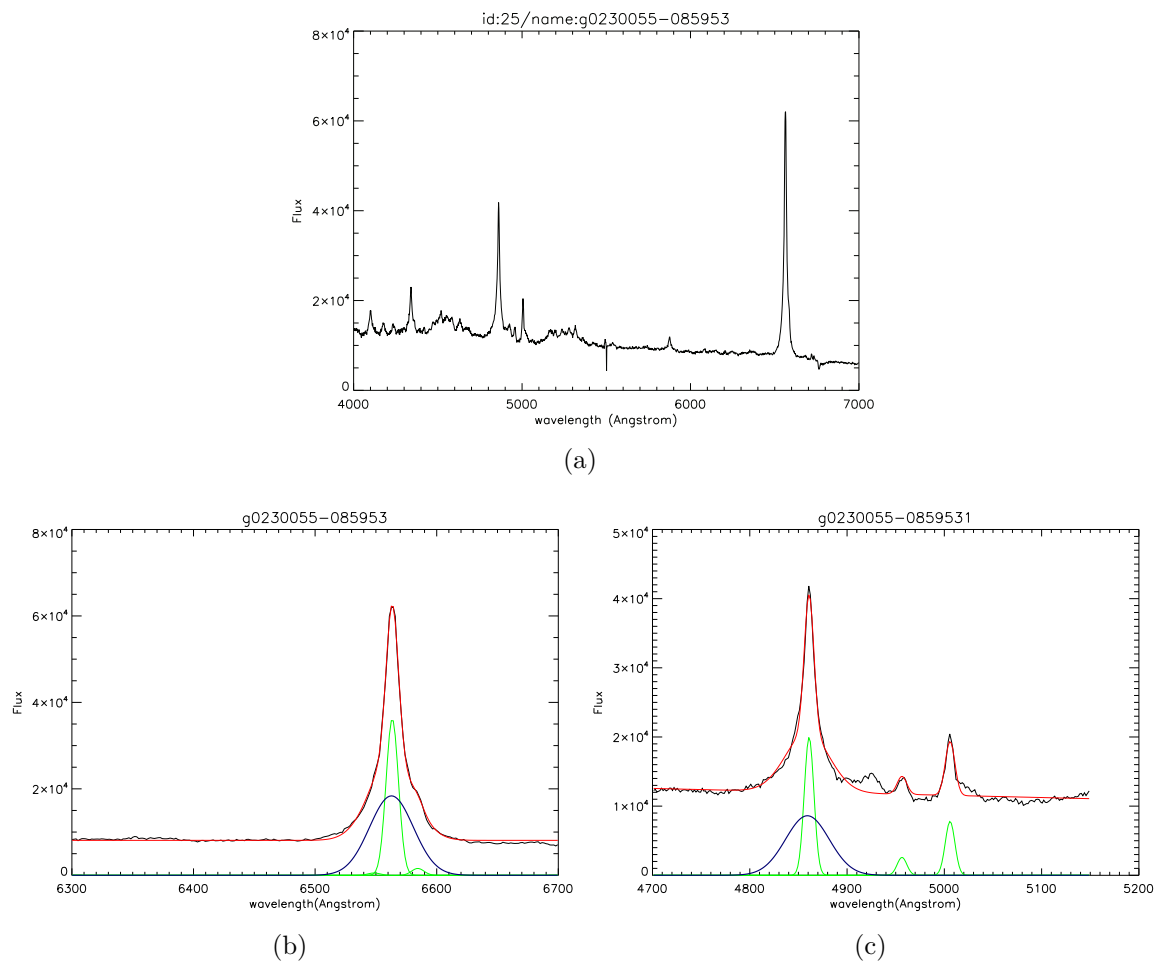 id:25/name:g0230055-085953
8×10⁴
6×10⁴
4×10⁴
2×10⁴
0
Flux
4000 5000 6000 7000
wavelength (Angstrom)
(a)
g0230055-085953
8×10⁴
6×10⁴
4×10⁴
2×10⁴
0
Flux
6300 6400 6500 6600 6700
wavelength(Angstrom)
(b)
g0230055-0859531
5×10⁴
4×10⁴
3×10⁴
2×10⁴
1×10⁴
0
Flux
4700 4800 4900 5000 5100 5200
wavelength(Angstrom)
(c)